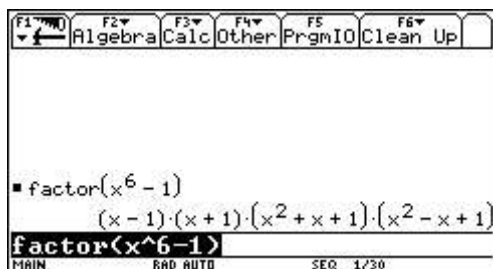 F1 F2 F3 F4 F5 F6
Algebra Calc Other PrgmIO Clean Up
factor(x⁶ − 1)
(x − 1)·(x + 1)·(x² + x + 1)·(x² − x + 1)
factor(x^6-1)
MAIN RAD AUTO SEQ 1/30